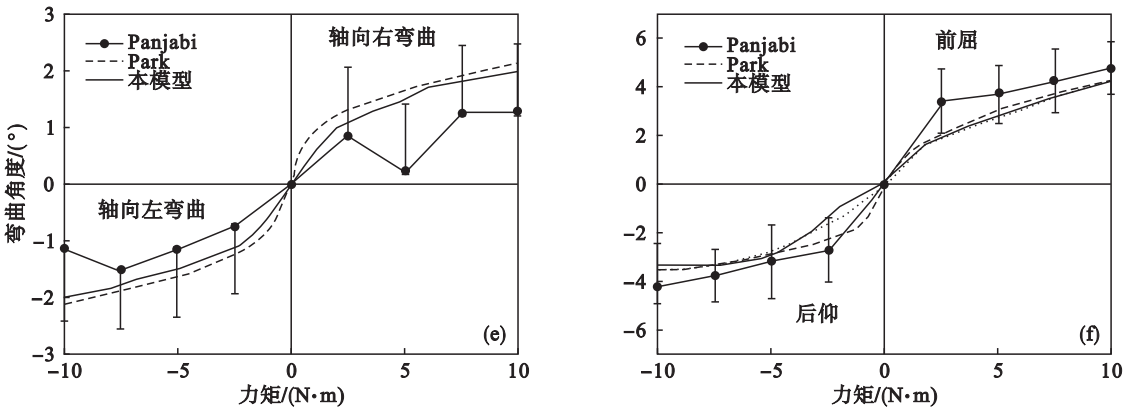 3
2
1
0
−1
−2
−3
弯曲角度/(°)
Panjabi
Park
本模型
轴向右弯曲
轴向左弯曲
(e)
−10
−5
0
5
10
力矩/(N·m)
6
4
2
0
−2
−4
−6
Panjabi
Park
本模型
前屈
后仰
(f)
−10
−5
0
5
10
力矩/(N·m)